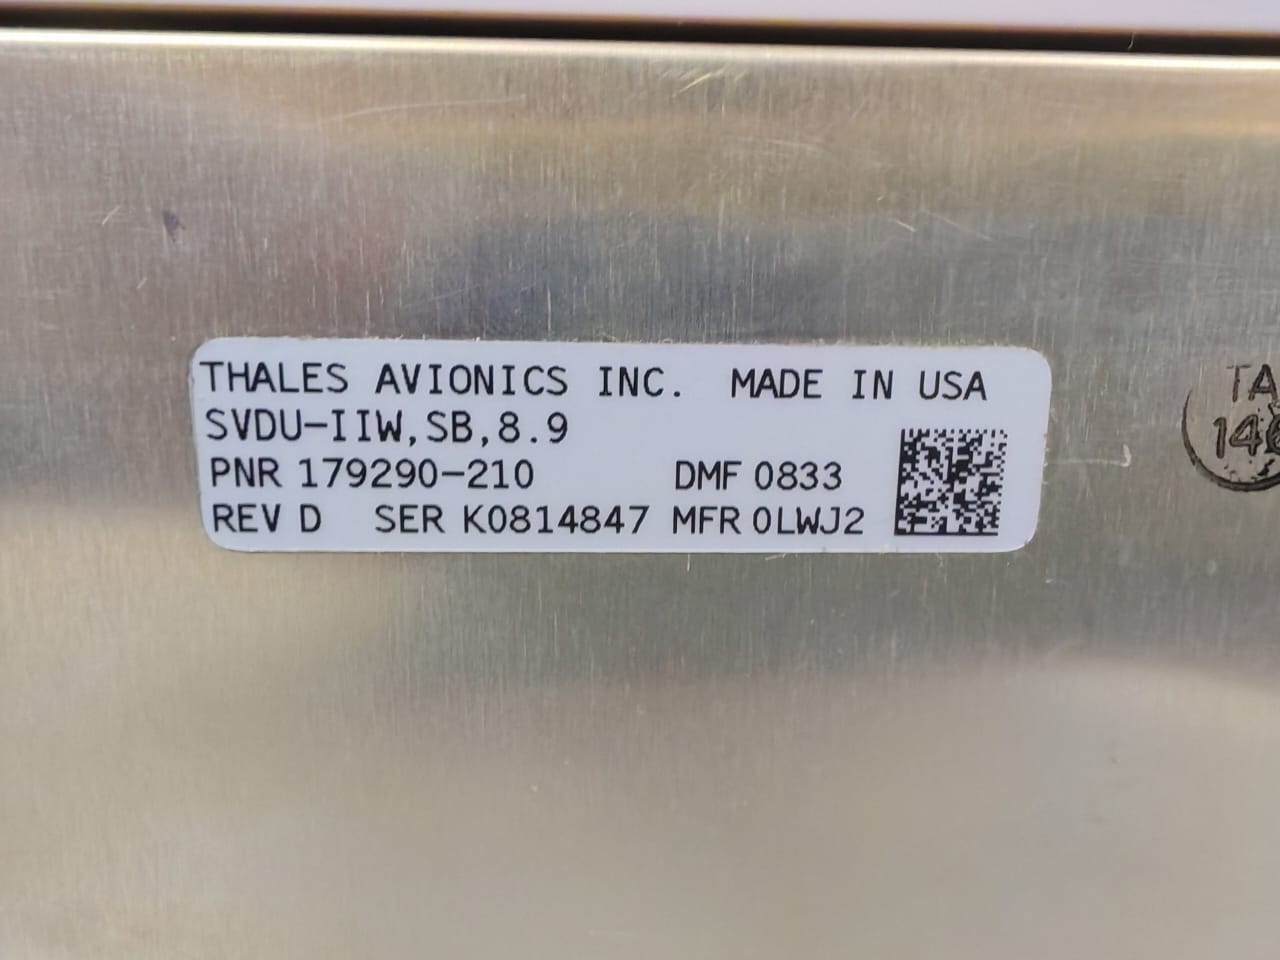 THALES AVIONICS INC. MADE IN USA
SVDU-IIW,SB,8.9
PNR 179290-210 DMF 0833
REV D SER K0814847 MFR 0LWJ2
TA